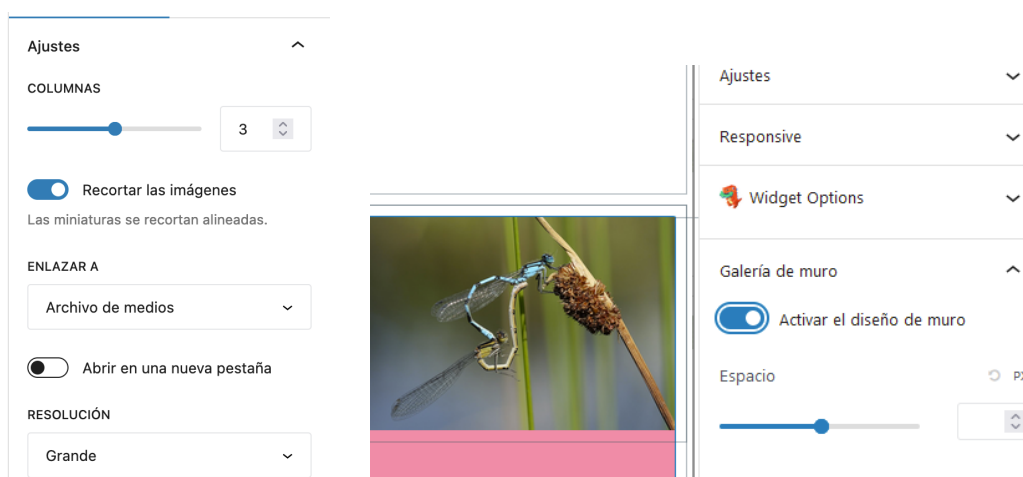 Ajustes
COLUMNAS
3
Recortar las imágenes
Las miniaturas se recortan alineadas.
ENLAZAR A
Archivo de medios
Abrir en una nueva pestaña
RESOLUCIÓN
Grande
Ajustes
Responsive
Widget Options
Galería de muro
Activar el diseño de muro
Espacio